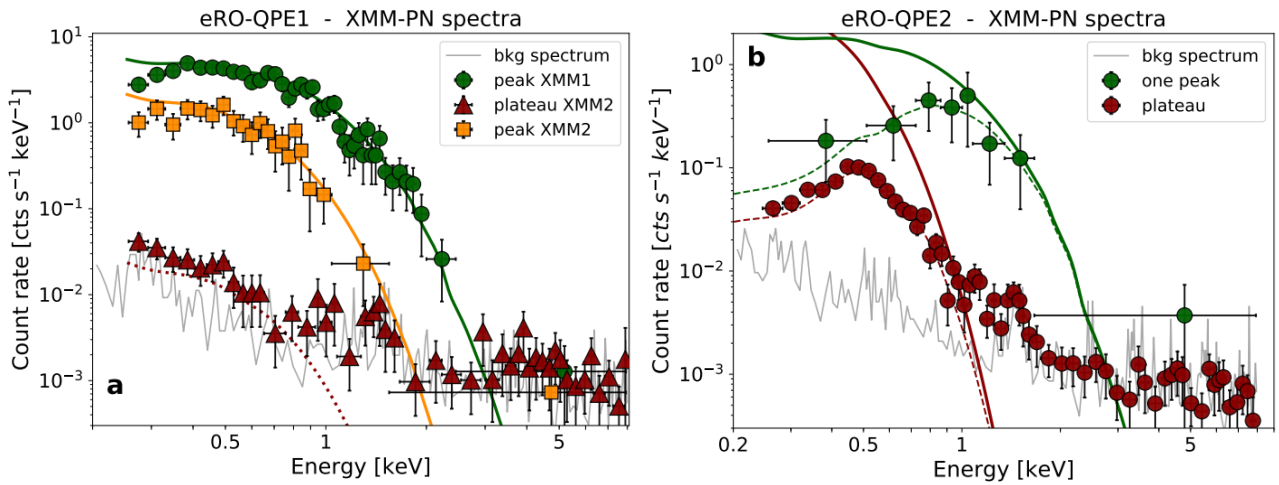 eRO-QPE1 - XMM-PN spectra
10¹
10⁰
10⁻¹
10⁻²
10⁻³
Count rate [cts s⁻¹ keV⁻¹]
bkg spectrum
peak XMM1
plateau XMM2
peak XMM2
a
0.5
1
5
Energy [keV]
eRO-QPE2 - XMM-PN spectra
10⁰
10⁻¹
10⁻²
10⁻³
Count rate [cts s⁻¹ keV⁻¹]
b
bkg spectrum
one peak
plateau
0.2
0.5
1
5
Energy [keV]